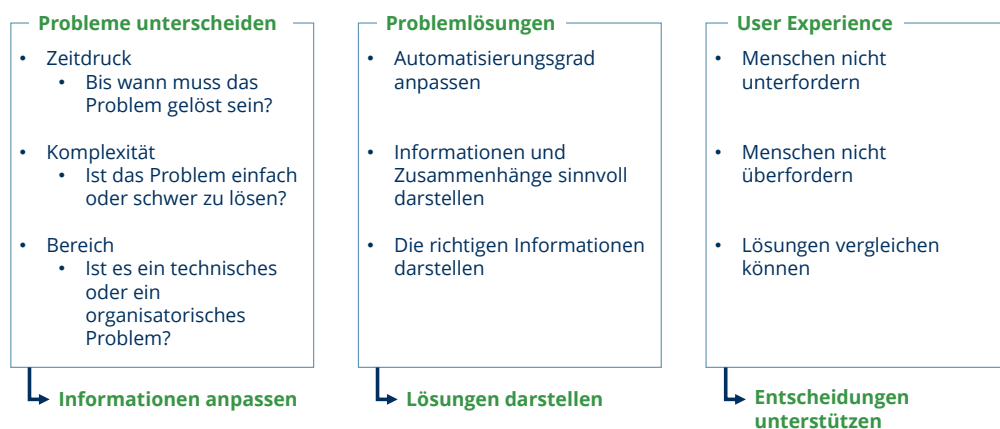 Probleme unterscheiden
• Zeitdruck
• Bis wann muss das
Problem gelöst sein?
• Komplexität
• Ist das Problem einfach
oder schwer zu lösen?
• Bereich
• Ist es ein technisches
oder ein
organisatorisches
Problem?
Informationen anpassen
Problemlösungen
• Automatisierungsgrad
anpassen
• Informationen und
Zusammenhänge sinnvoll
darstellen
• Die richtigen Informationen
darstellen
Lösungen darstellen
User Experience
• Menschen nicht
unterfordern
• Menschen nicht
überfordern
• Lösungen vergleichen
können
Entscheidungen
unterstützen